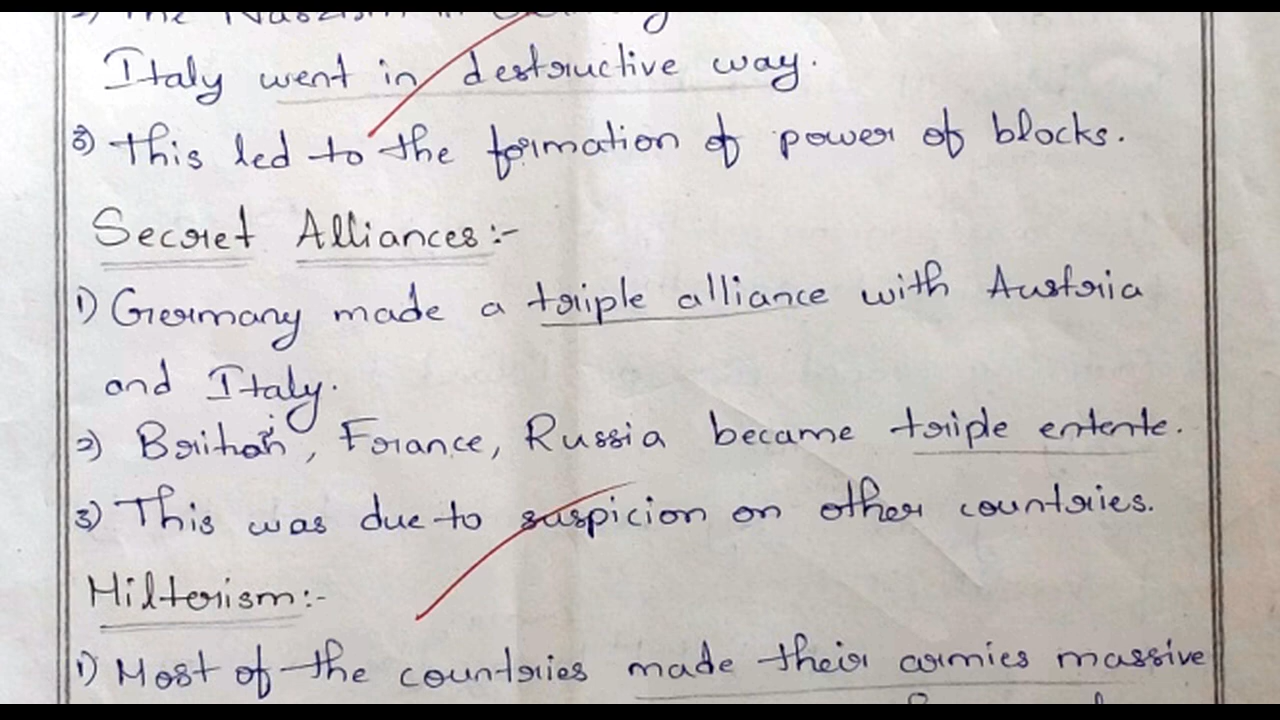 Italy went in destructive way.
3) This led to the formation of power of blocks.
Secret Alliances:-
1) Germany made a triple alliance with Austria
and Italy.
2) Britian, France, Russia became triple entente.
3) This was due to suspicion on other countries.
Hilterism:-
1) Most of the countries made their armies massive